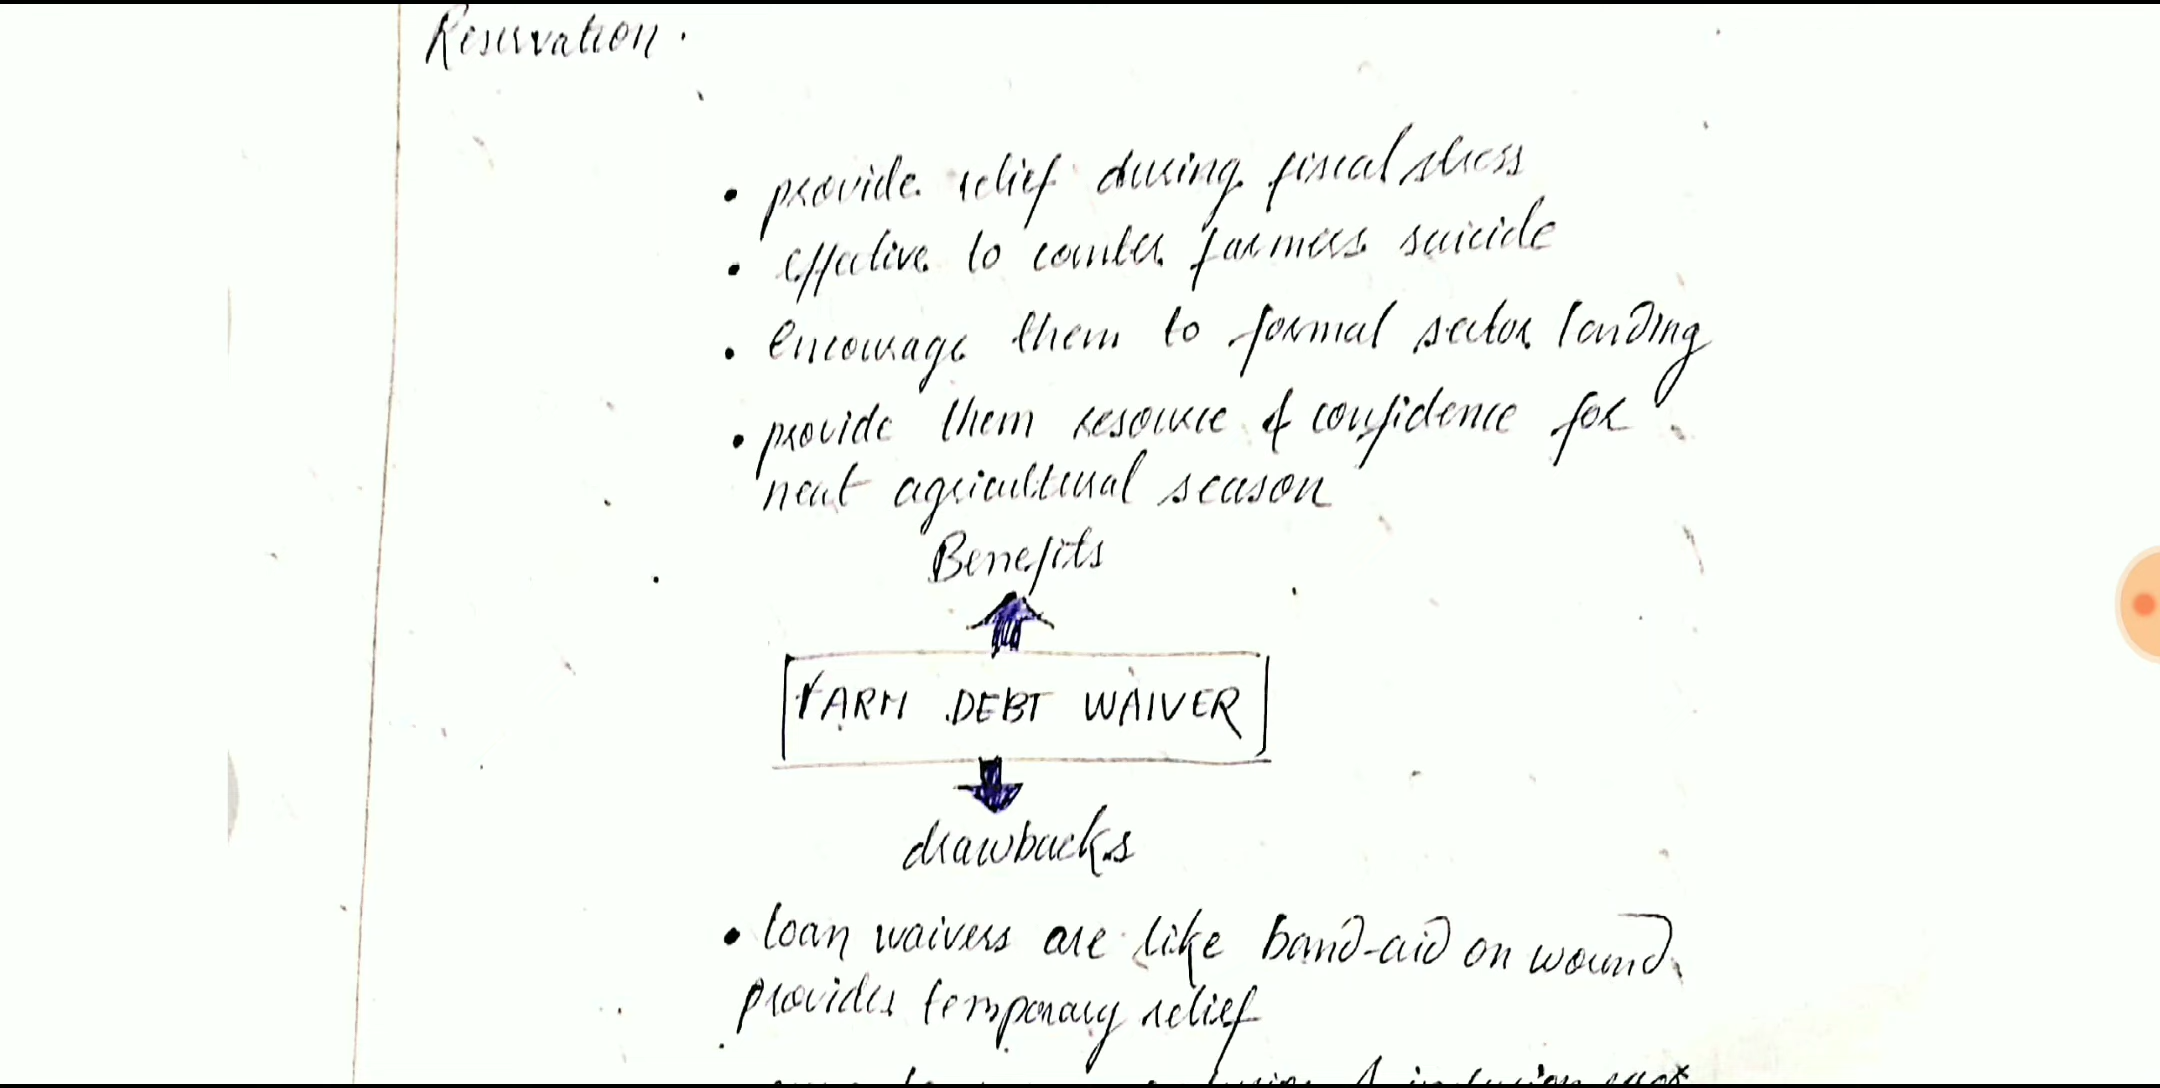 Reservation.
• provide relief during fiscal stress
• effective to counter farmers suicide
• encourage them to formal sector lending
• provide them resource & confidence for
next agricultural season
Benefits
FARM DEBT WAIVER
drawbacks
• loan waivers are like band-aid on wound,
provides temporary relief
& inclusion error